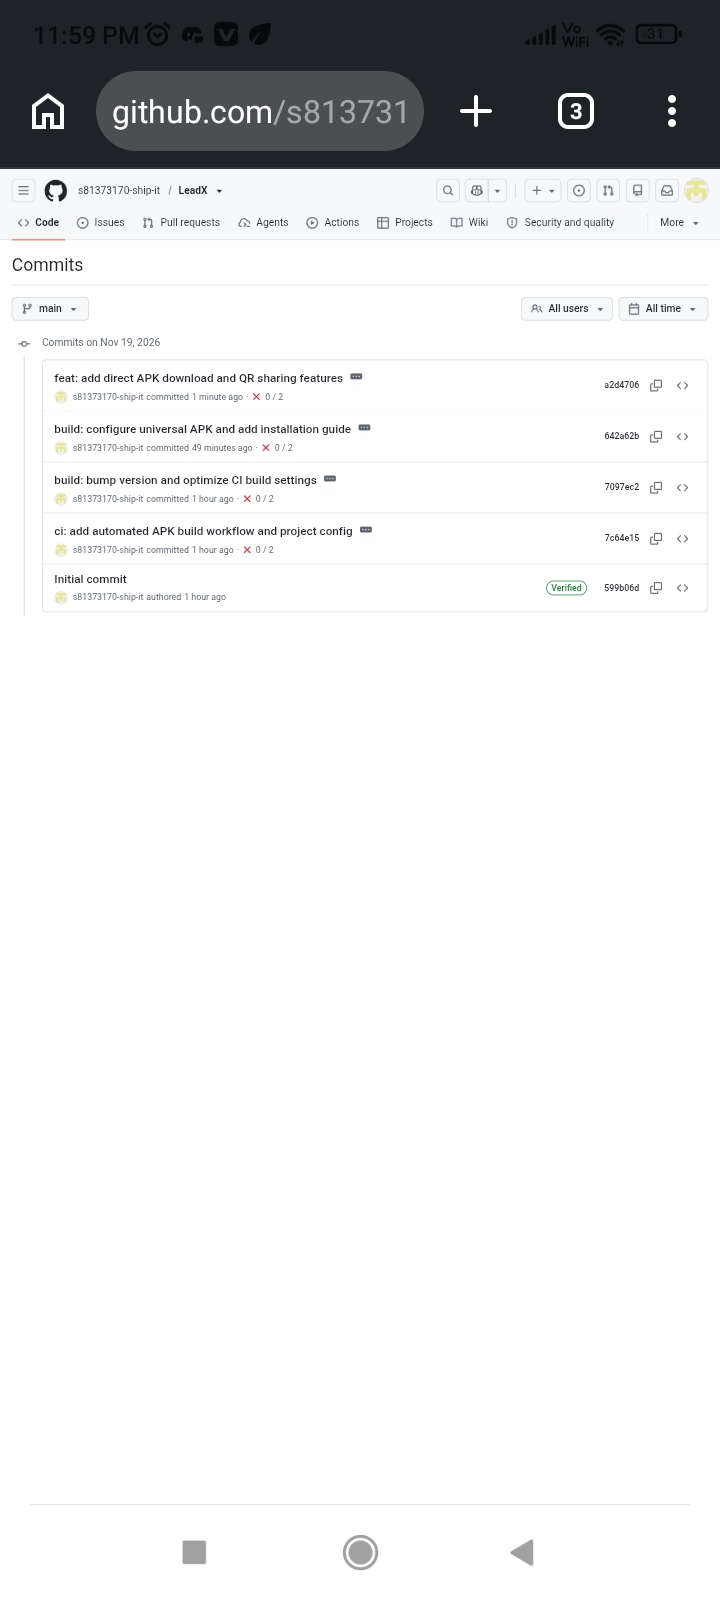 11:59 PM Vo WiFi 31
github.com/s813731 3
s81373170-ship-it / LeadX
Code Issues Pull requests Agents Actions Projects Wiki Security and quality More
Commits
main All users All time
Commits on Nov 19, 2026
feat: add direct APK download and QR sharing features
a2d4706
s81373170-ship-it committed 1 minute ago · 0 / 2
build: configure universal APK and add installation guide
642a62b
s81373170-ship-it committed 49 minutes ago · 0 / 2
build: bump version and optimize CI build settings
7097ec2
s81373170-ship-it committed 1 hour ago · 0 / 2
ci: add automated APK build workflow and project config
7c64e15
s81373170-ship-it committed 1 hour ago · 0 / 2
Initial commit
Verified 599b06d
s81373170-ship-it authored 1 hour ago